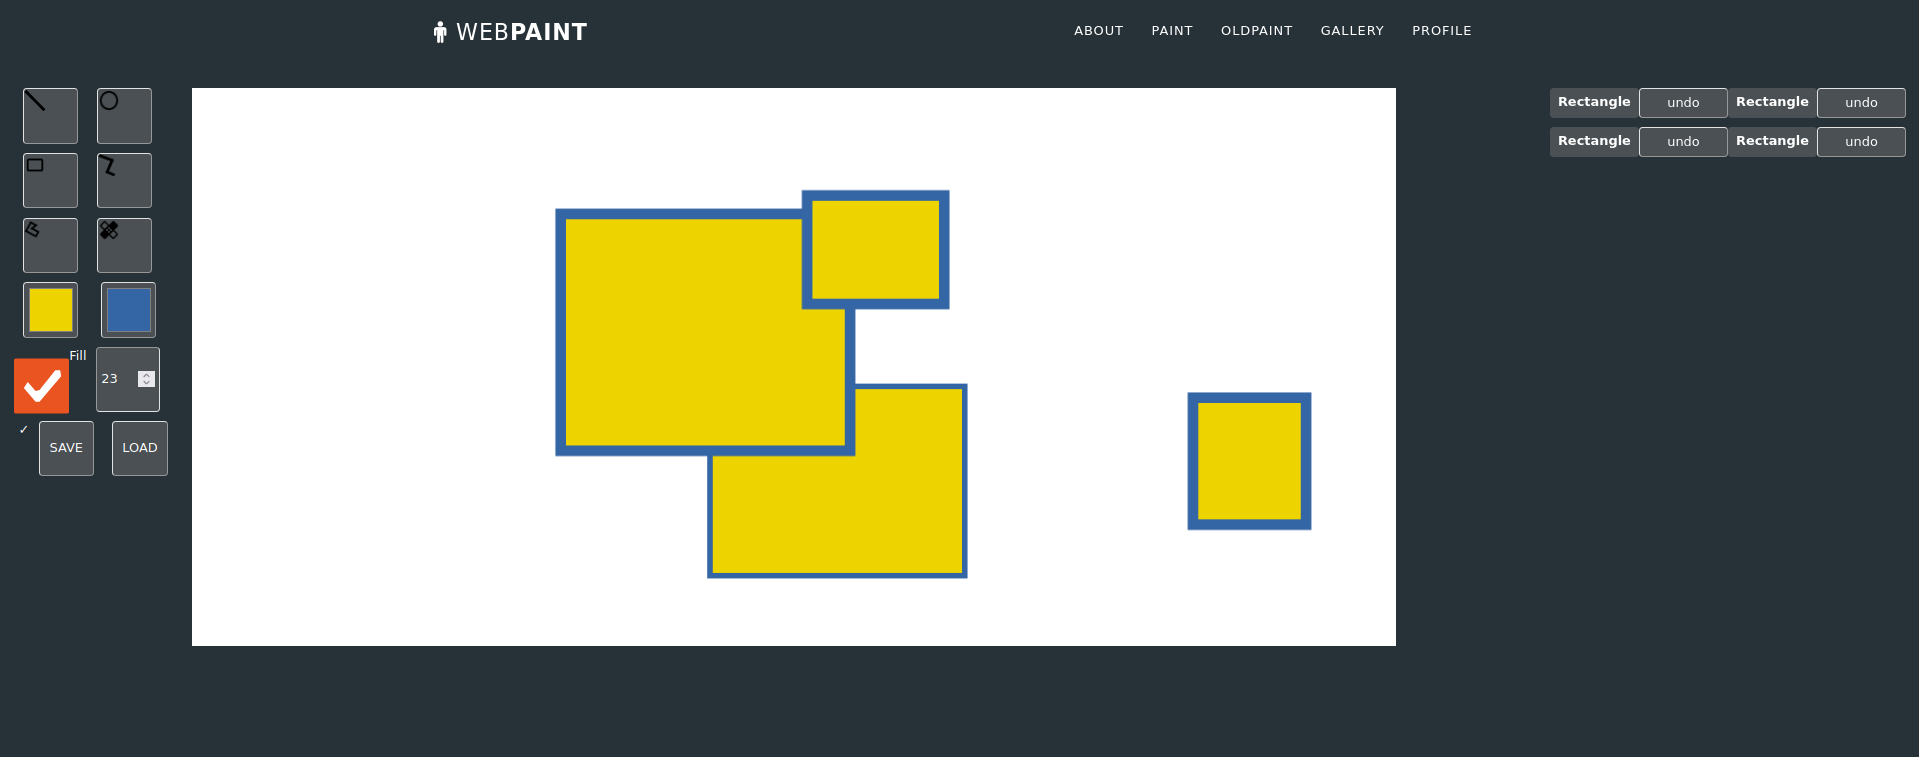 WEBPAINT
ABOUT PAINT OLDPAINT GALLERY PROFILE
Rectangle undo Rectangle undo
Rectangle undo Rectangle undo
Fill
23
✓ SAVE LOAD